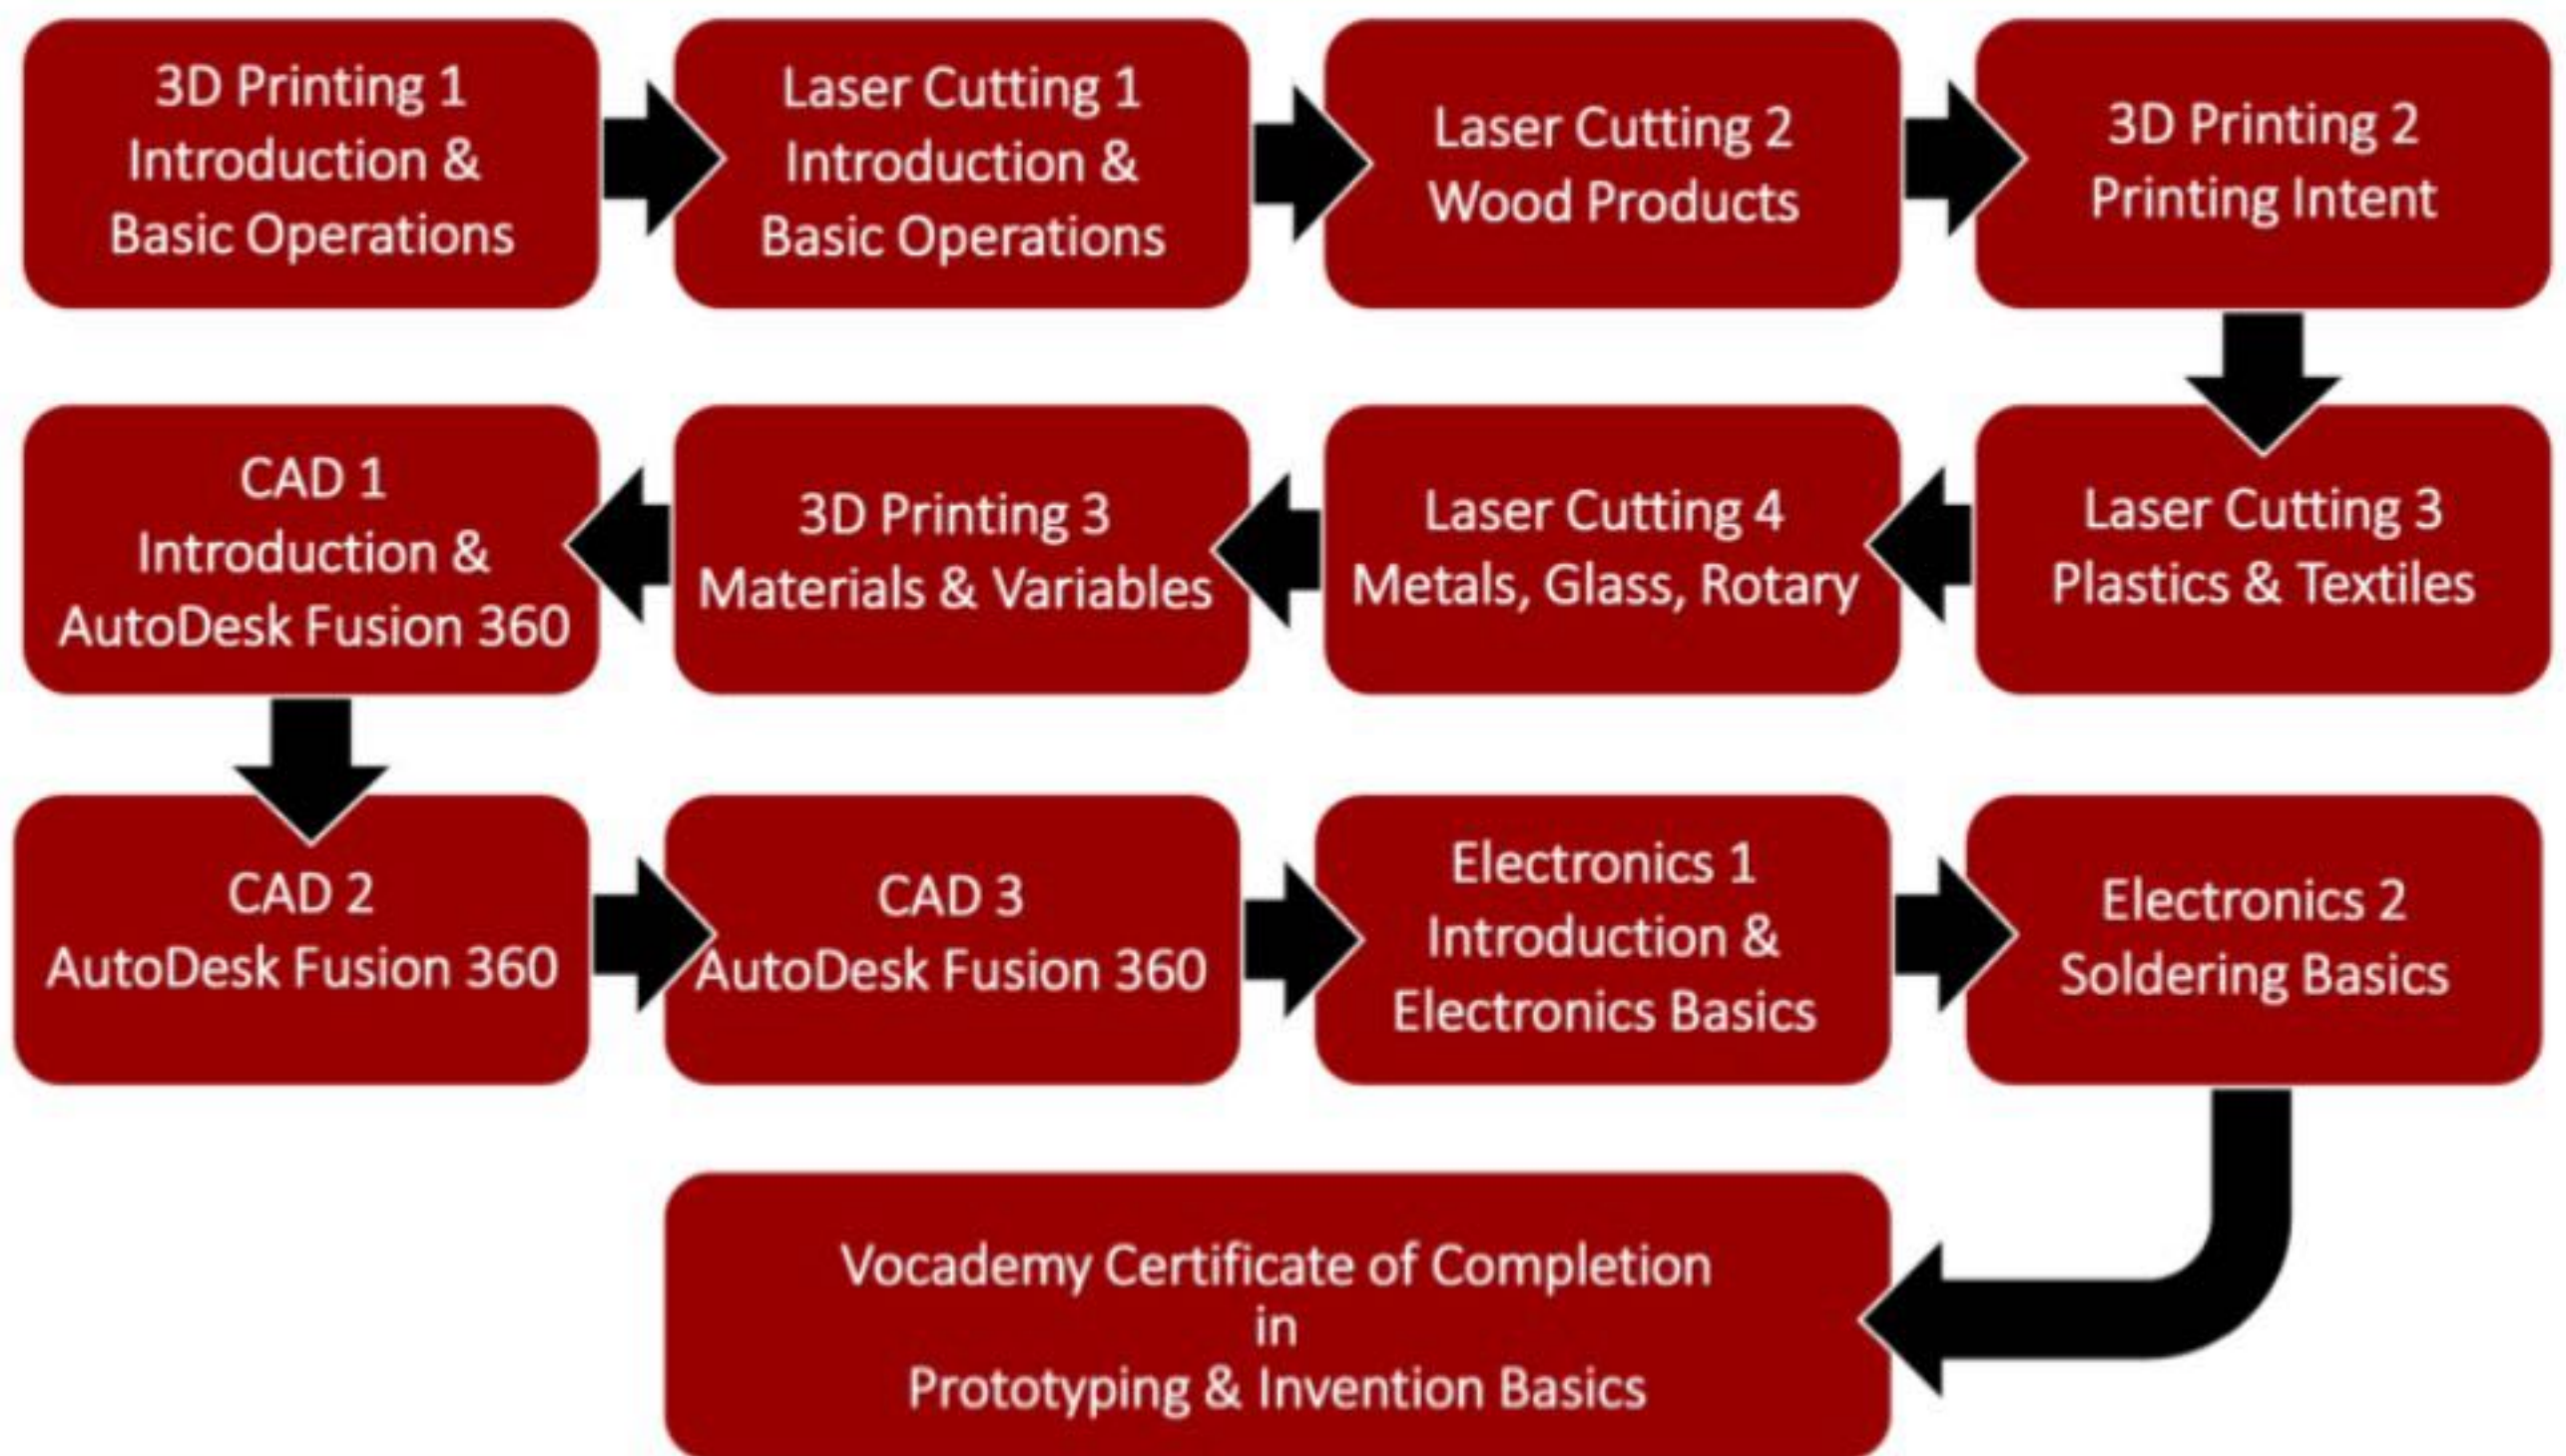 3D Printing 1
Introduction &
Basic Operations
Laser Cutting 1
Introduction &
Basic Operations
Laser Cutting 2
Wood Products
3D Printing 2
Printing Intent
Laser Cutting 3
Plastics & Textiles
Laser Cutting 4
Metals, Glass, Rotary
3D Printing 3
Materials & Variables
CAD 1
Introduction &
AutoDesk Fusion 360
CAD 2
AutoDesk Fusion 360
CAD 3
AutoDesk Fusion 360
Electronics 1
Introduction &
Electronics Basics
Electronics 2
Soldering Basics
Vocademy Certificate of Completion
in
Prototyping & Invention Basics